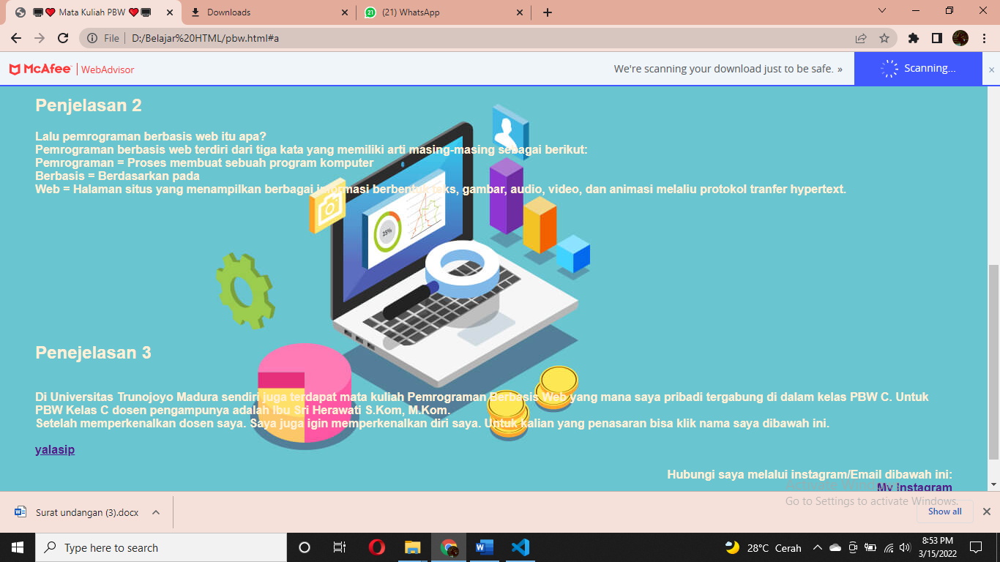 Mata Kuliah PBW
Downloads
21
(21) WhatsApp
File
D:/Belajar%20HTML/pbw.html#a
McAfee
WebAdvisor
We're scanning your download just to be safe. »
Scanning...
Penjelasan 2
Lalu pemrograman berbasis web itu apa?
Pemrograman berbasis web terdiri dari tiga kata yang memiliki arti masing-masing sebagai berikut:
Pemrograman = Proses membuat sebuah program komputer
Berbasis = Berdasarkan pada
Web = Halaman situs yang menampilkan berbagai informasi berbentuk teks, gambar, audio, video, dan animasi melaliu protokol tranfer hypertext.
25%
Penejelasan 3
Di Universitas Trunojoyo Madura sendiri juga terdapat mata kuliah Pemrograman Berbasis Web yang mana saya pribadi tergabung di dalam kelas PBW C. Untuk
PBW Kelas C dosen pengampunya adalah Ibu Sri Herawati S.Kom, M.Kom.
Setelah memperkenalkan dosen saya. Saya juga igin memperkenalkan diri saya. Untuk kalian yang penasaran bisa klik nama saya dibawah ini.
yalasip
Hubungi saya melalui instagram/Email dibawah ini:
My Instagram
Activate Windows
Go to Settings to activate Windows.
Surat undangan (3).docx
Show all
Type here to search
28°C Cerah
8:53 PM
3/15/2022